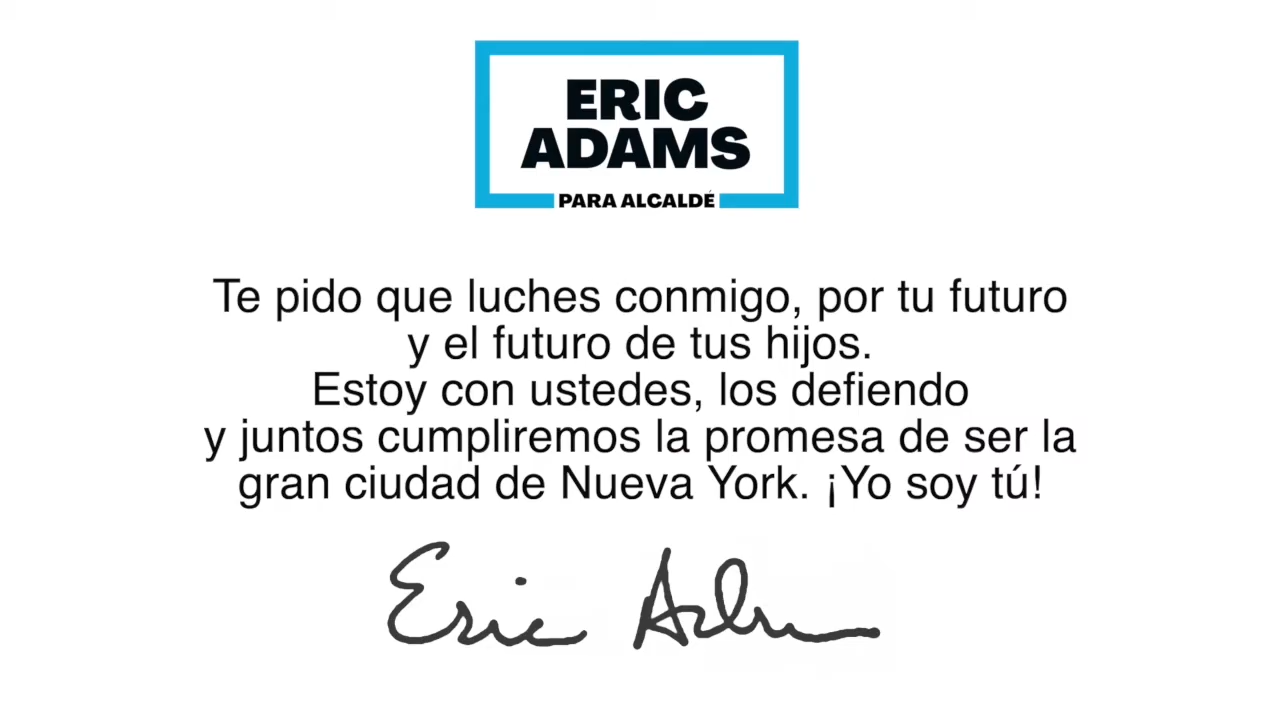 ERIC
ADAMS
PARA ALCALDÉ
Te pido que luches conmigo, por tu futuro
y el futuro de tus hijos.
Estoy con ustedes, los defiendo
y juntos cumpliremos la promesa de ser la
gran ciudad de Nueva York. ¡Yo soy tú!
Eric Adams